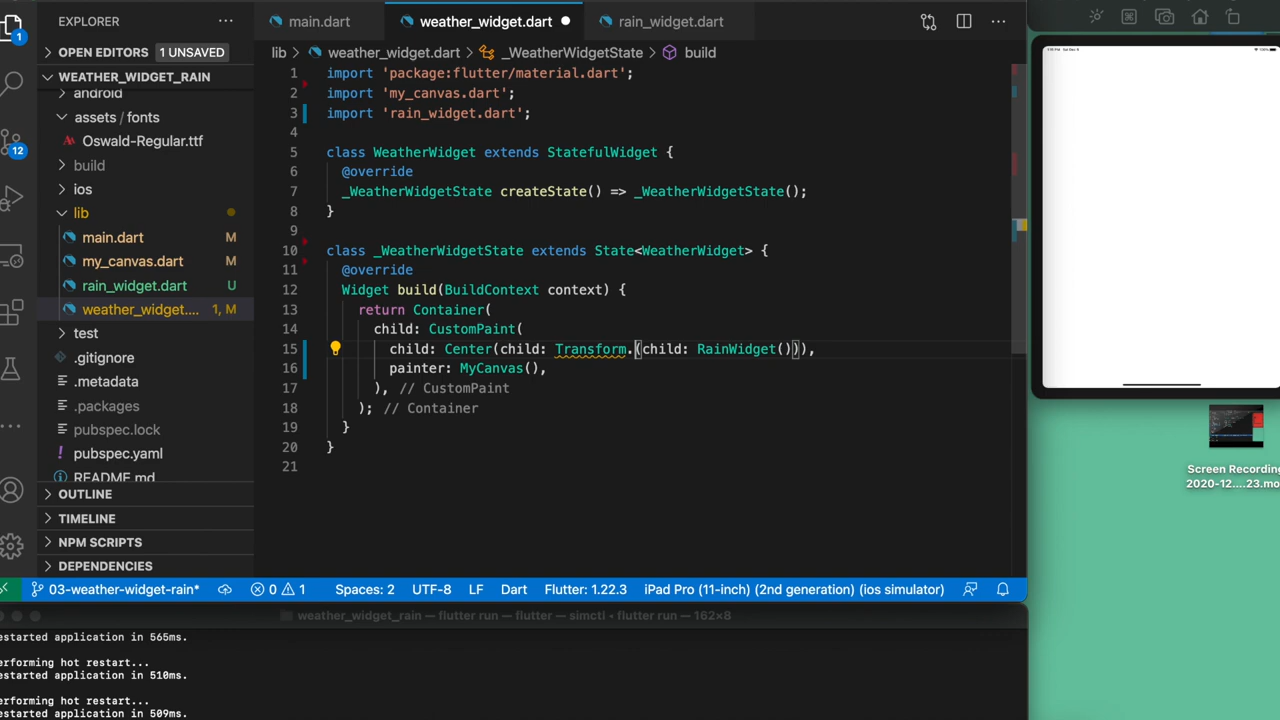 EXPLORER
main.dart
weather_widget.dart
rain_widget.dart
OPEN EDITORS
1 UNSAVED
WEATHER_WIDGET_RAIN
android
assets / fonts
Oswald-Regular.ttf
build
ios
lib
main.dart M
my_canvas.dart M
rain_widget.dart U
weather_widget.... 1, M
test
.gitignore
.metadata
.packages
pubspec.lock
pubspec.yaml
README.md
OUTLINE
TIMELINE
NPM SCRIPTS
DEPENDENCIES
1
12
lib > weather_widget.dart > _WeatherWidgetState > build
1 import 'package:flutter/material.dart';
2 import 'my_canvas.dart';
3 import 'rain_widget.dart';
4
5 class WeatherWidget extends StatefulWidget {
6 @override
7 _WeatherWidgetState createState() => _WeatherWidgetState();
8 }
9
10 class _WeatherWidgetState extends State<WeatherWidget> {
11 @override
12 Widget build(BuildContext context) {
13 return Container(
14 child: CustomPaint(
15 child: Center(child: Transform.(child: RainWidget())),
16 painter: MyCanvas(),
17 ), // CustomPaint
18 ); // Container
19 }
20 }
21
03-weather-widget-rain* 0 1 Spaces: 2 UTF-8 LF Dart Flutter: 1.22.3 iPad Pro (11-inch) (2nd generation) (ios simulator)
weather_widget_rain — flutter run — flutter — simctl • flutter run — 162×8
estarted application in 565ms.
erforming hot restart...
estarted application in 510ms.
erforming hot restart...
estarted application in 509ms.
Screen Recording
2020-12....23.mo